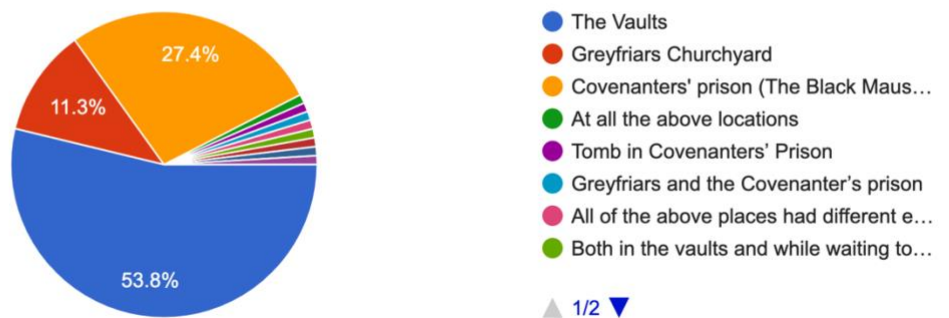 27.4%
11.3%
53.8%
The Vaults
Greyfriars Churchyard
Covenanters' prison (The Black Maus...
At all the above locations
Tomb in Covenanters’ Prison
Greyfriars and the Covenanter’s prison
All of the above places had different e...
Both in the vaults and while waiting to...
1/2